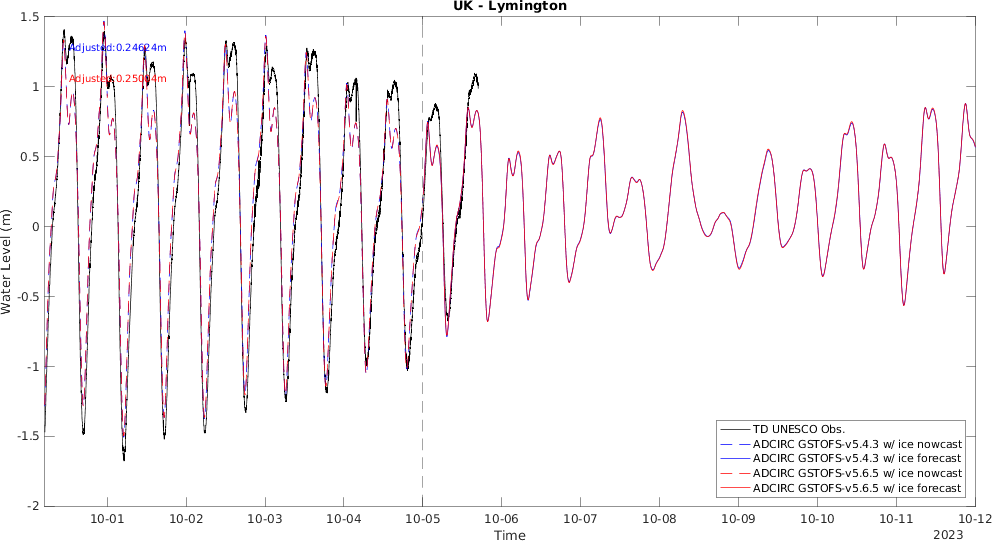 UK - Lymington
1.5
1
0.5
0
-0.5
-1
-1.5
-2
Water Level (m)
Adjusted:0.24624m
TD UNESCO Obs.
ADCIRC GSTOFS-v5.4.3 w/ ice nowcast
ADCIRC GSTOFS-v5.4.3 w/ ice forecast
ADCIRC GSTOFS-v5.6.5 w/ ice nowcast
ADCIRC GSTOFS-v5.6.5 w/ ice forecast
10-01 10-02 10-03 10-04 10-05 10-06 10-07 10-08 10-09 10-10 10-11 10-12
Time
2023